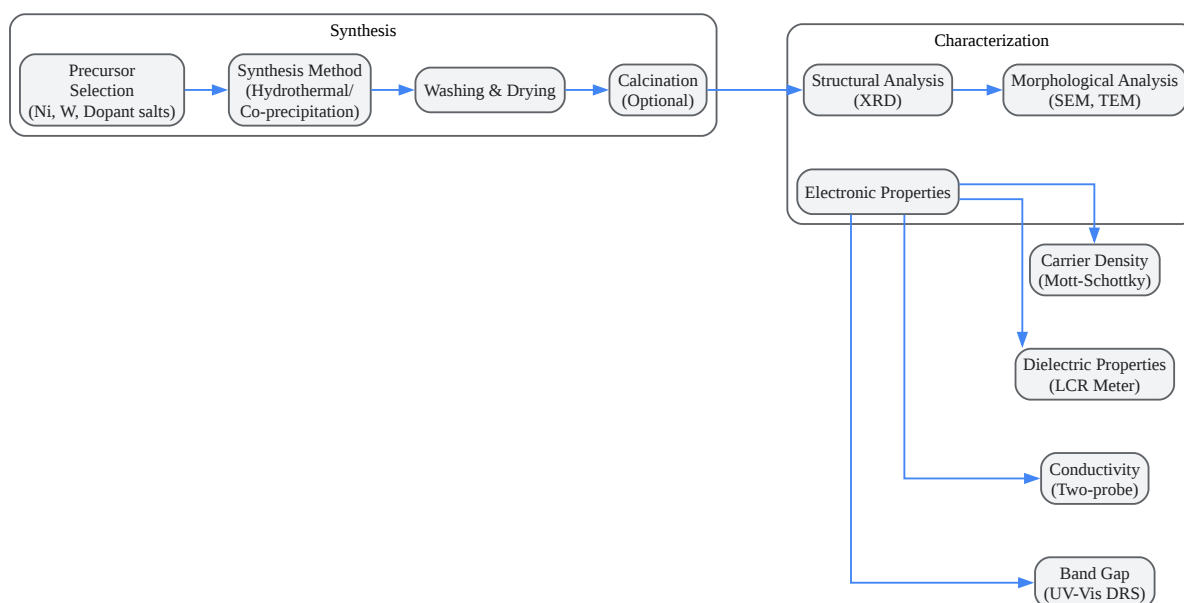 Synthesis
Precursor
Selection
(Ni, W, Dopant salts)
Synthesis Method
(Hydrothermal/
Co-precipitation)
Washing & Drying
Calcination
(Optional)
Characterization
Structural Analysis
(XRD)
Morphological Analysis
(SEM, TEM)
Electronic Properties
Carrier Density
(Mott-Schottky)
Dielectric Properties
(LCR Meter)
Conductivity
(Two-probe)
Band Gap
(UV-Vis DRS)